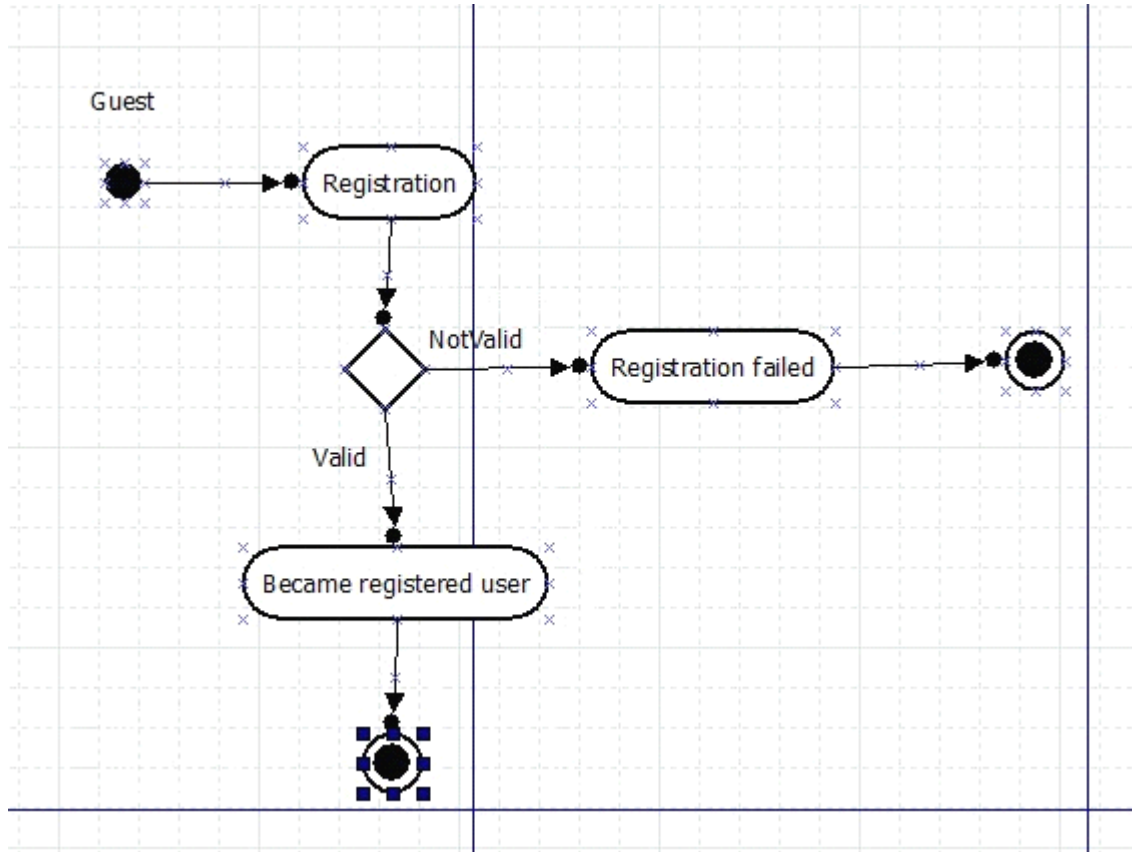 Guest
Registration
NotValid
Registration failed
Valid
Became registered user